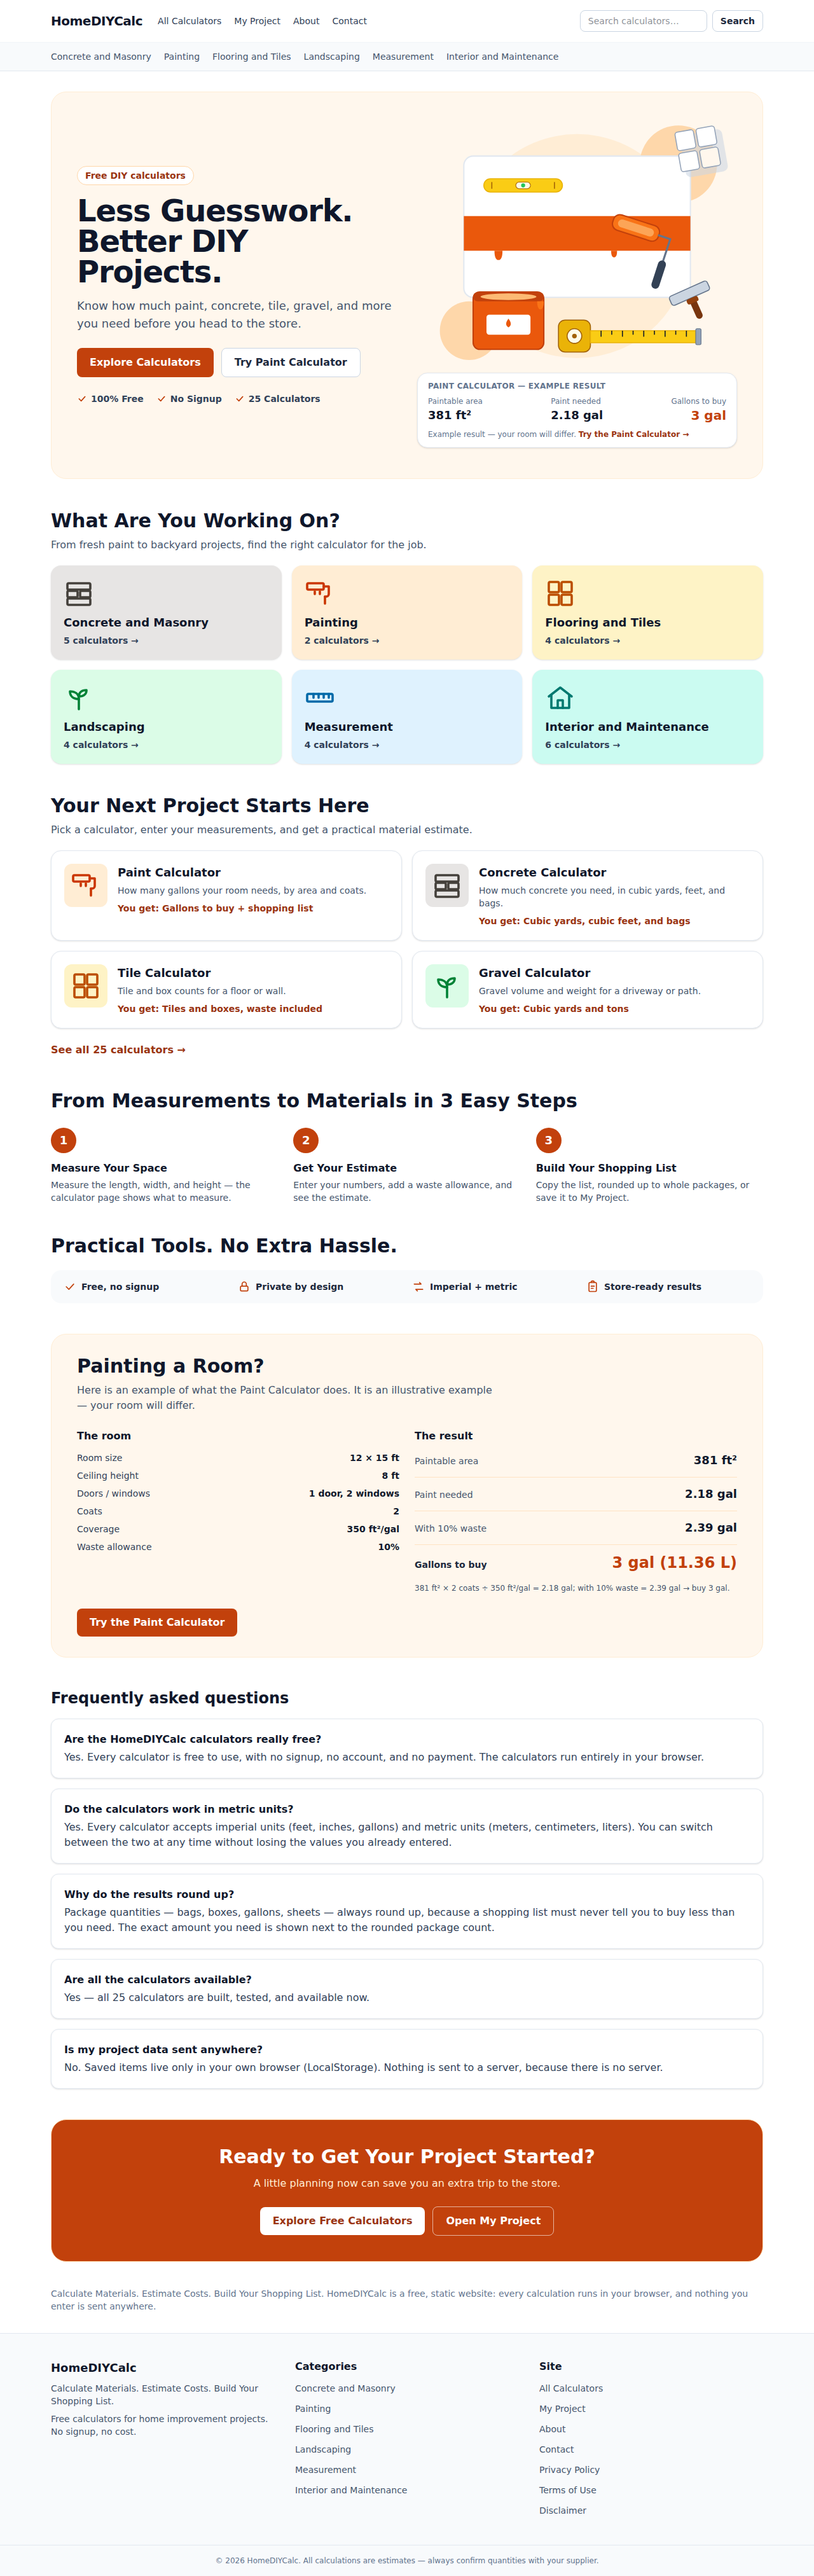 HomeDIYCalc
All Calculators
My Project
About
Contact
Search calculators…
Search
Concrete and Masonry
Painting
Flooring and Tiles
Landscaping
Measurement
Interior and Maintenance
Free DIY calculators
Less Guesswork.
Better DIY
Projects.
Know how much paint, concrete, tile, gravel, and more
you need before you head to the store.
Explore Calculators
Try Paint Calculator
100% Free
No Signup
25 Calculators
PAINT CALCULATOR — EXAMPLE RESULT
Paintable area
Paint needed
Gallons to buy
381 ft²
2.18 gal
3 gal
Example result — your room will differ. Try the Paint Calculator →
What Are You Working On?
From fresh paint to backyard projects, find the right calculator for the job.
Concrete and Masonry
5 calculators →
Painting
2 calculators →
Flooring and Tiles
4 calculators →
Landscaping
4 calculators →
Measurement
4 calculators →
Interior and Maintenance
6 calculators →
Your Next Project Starts Here
Pick a calculator, enter your measurements, and get a practical material estimate.
Paint Calculator
How many gallons your room needs, by area and coats.
You get: Gallons to buy + shopping list
Concrete Calculator
How much concrete you need, in cubic yards, feet, and
bags.
You get: Cubic yards, cubic feet, and bags
Tile Calculator
Tile and box counts for a floor or wall.
You get: Tiles and boxes, waste included
Gravel Calculator
Gravel volume and weight for a driveway or path.
You get: Cubic yards and tons
See all 25 calculators →
From Measurements to Materials in 3 Easy Steps
1
Measure Your Space
Measure the length, width, and height — the
calculator page shows what to measure.
2
Get Your Estimate
Enter your numbers, add a waste allowance, and
see the estimate.
3
Build Your Shopping List
Copy the list, rounded up to whole packages, or
save it to My Project.
Practical Tools. No Extra Hassle.
Free, no signup
Private by design
Imperial + metric
Store-ready results
Painting a Room?
Here is an example of what the Paint Calculator does. It is an illustrative example
— your room will differ.
The room
Room size 12 × 15 ft
Ceiling height 8 ft
Doors / windows 1 door, 2 windows
Coats 2
Coverage 350 ft²/gal
Waste allowance 10%
The result
Paintable area 381 ft²
Paint needed 2.18 gal
With 10% waste 2.39 gal
Gallons to buy 3 gal (11.36 L)
381 ft² × 2 coats ÷ 350 ft²/gal = 2.18 gal; with 10% waste = 2.39 gal → buy 3 gal.
Try the Paint Calculator
Frequently asked questions
Are the HomeDIYCalc calculators really free?
Yes. Every calculator is free to use, with no signup, no account, and no payment. The calculators run entirely in your browser.
Do the calculators work in metric units?
Yes. Every calculator accepts imperial units (feet, inches, gallons) and metric units (meters, centimeters, liters). You can switch
between the two at any time without losing the values you already entered.
Why do the results round up?
Package quantities — bags, boxes, gallons, sheets — always round up, because a shopping list must never tell you to buy less than
you need. The exact amount you need is shown next to the rounded package count.
Are all the calculators available?
Yes — all 25 calculators are built, tested, and available now.
Is my project data sent anywhere?
No. Saved items live only in your own browser (LocalStorage). Nothing is sent to a server, because there is no server.
Ready to Get Your Project Started?
A little planning now can save you an extra trip to the store.
Explore Free Calculators
Open My Project
Calculate Materials. Estimate Costs. Build Your Shopping List. HomeDIYCalc is a free, static website: every calculation runs in your browser, and nothing you
enter is sent anywhere.
HomeDIYCalc
Calculate Materials. Estimate Costs. Build Your
Shopping List.
Free calculators for home improvement projects.
No signup, no cost.
Categories
Concrete and Masonry
Painting
Flooring and Tiles
Landscaping
Measurement
Interior and Maintenance
Site
All Calculators
My Project
About
Contact
Privacy Policy
Terms of Use
Disclaimer
© 2026 HomeDIYCalc. All calculations are estimates — always confirm quantities with your supplier.